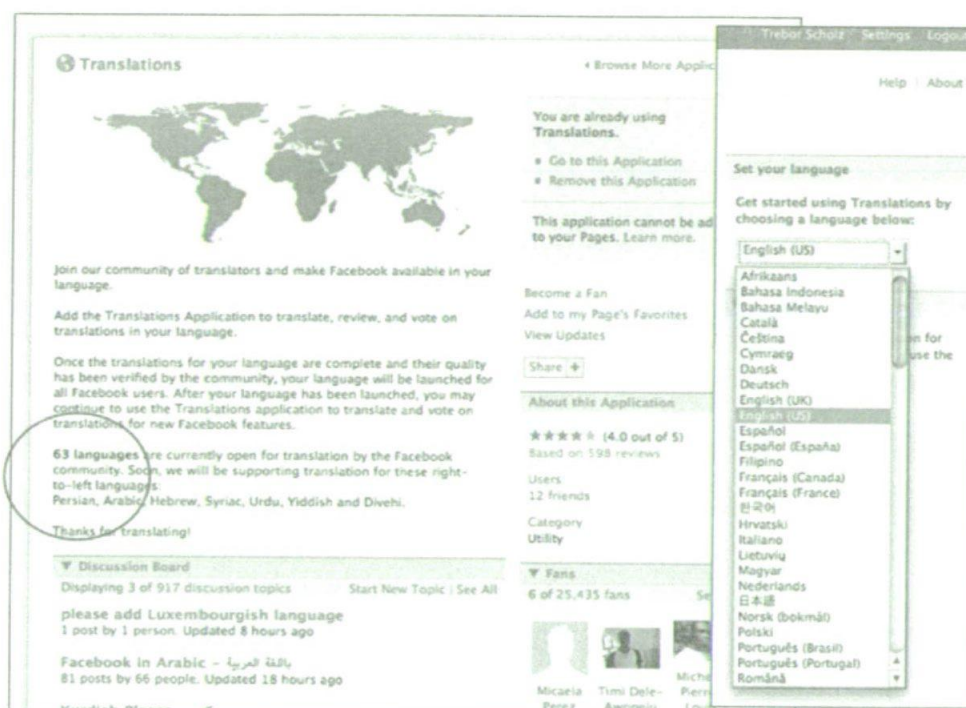 Translations
Browse More Applic
You are already using
Translations.
Go to this Application
Remove this Application
This application cannot be ad
to your Pages. Learn more.
Join our community of translators and make Facebook available in your
language.
Add the Translations Application to translate, review, and vote on
translations in your language.
Once the translations for your language are complete and their quality
has been verified by the community, your language will be launched for
all Facebook users. After your language has been launched, you may
continue to use the Translations application to translate and vote on
translations for new Facebook features.
63 languages are currently open for translation by the Facebook
community. Soon, we will be supporting translation for these right-
to-left languages:
Persian, Arabic, Hebrew, Syriac, Urdu, Yiddish and Divehi.
Thanks for translating!
Discussion Board
Displaying 3 of 917 discussion topics
Start New Topic | See All
please add Luxembourgish language
1 post by 1 person. Updated 8 hours ago
Facebook in Arabic - باللغة العربية
81 posts by 66 people. Updated 18 hours ago
Become a Fan
Add to my Page's Favorites
View Updates
Share +
About this Application
(4.0 out of 5)
Based on 598 reviews
Users
12 friends
Category
Utility
Fans
6 of 25,435 fans
Se
Micaela
Perez
Timi Dele-
Miche
Pierr
Trebor Scholz Settings Logout
Help | About
Set your language
Get started using Translations by
choosing a language below:
English (US)
Afrikaans
Bahasa Indonesia
Bahasa Melayu
Català
Čeština
Cymraeg
Dansk
Deutsch
English (UK)
English (US)
Español
Español (España)
Filipino
Français (Canada)
Français (France)
한국어
Hrvatski
Italiano
Lietuvių
Magyar
Nederlands
日本語
Norsk (bokmål)
Polski
Português (Brasil)
Português (Portugal)
Română
on for
use the